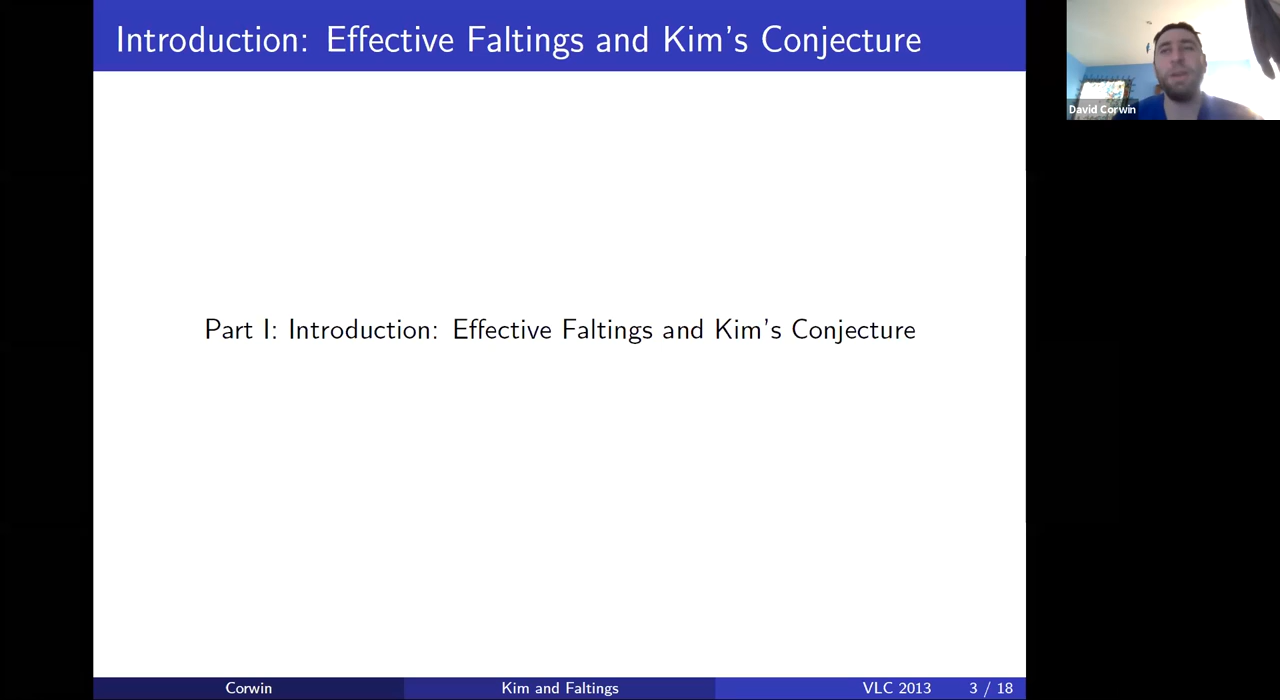 Introduction: Effective Faltings and Kim's Conjecture
David Corwin
Part I: Introduction: Effective Faltings and Kim's Conjecture
Corwin
Kim and Faltings
VLC 2013
3 / 18